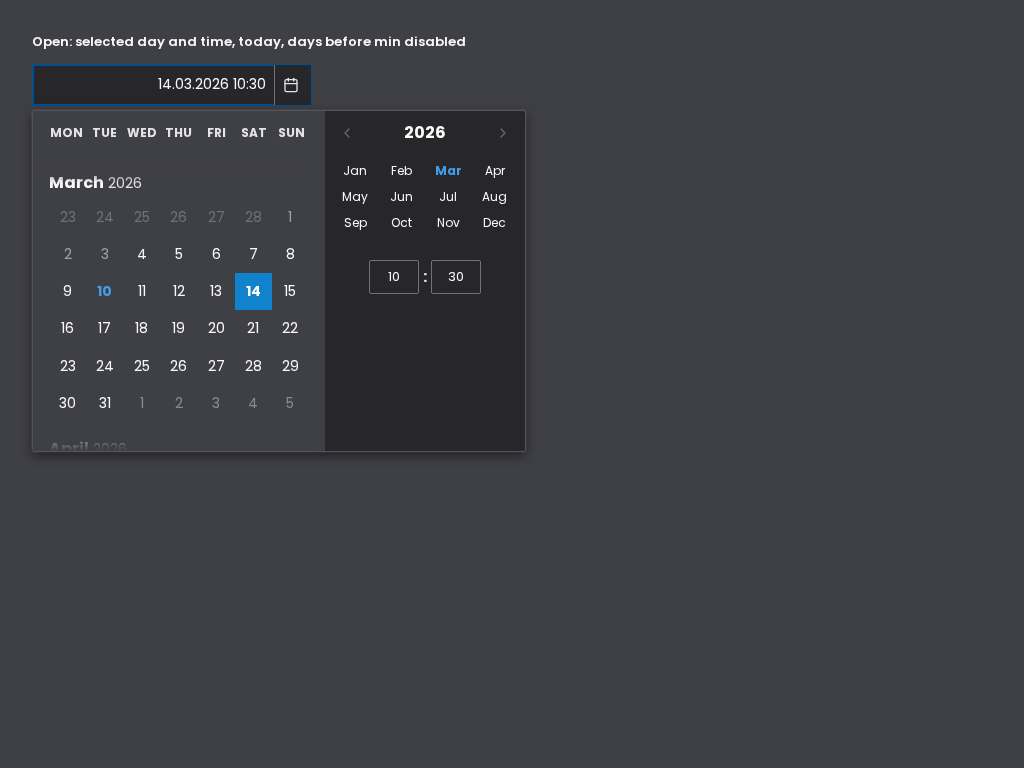 Open: selected day and time, today, days before min disabled
14.03.2026 10:30
MON TUE WED THU FRI SAT SUN
March 2026
23 24 25 26 27 28 1
2 3 4 5 6 7 8
9 10 11 12 13 14 15
16 17 18 19 20 21 22
23 24 25 26 27 28 29
30 31 1 2 3 4 5
April 2026
2026
Jan Feb Mar Apr
May Jun Jul Aug
Sep Oct Nov Dec
10 : 30